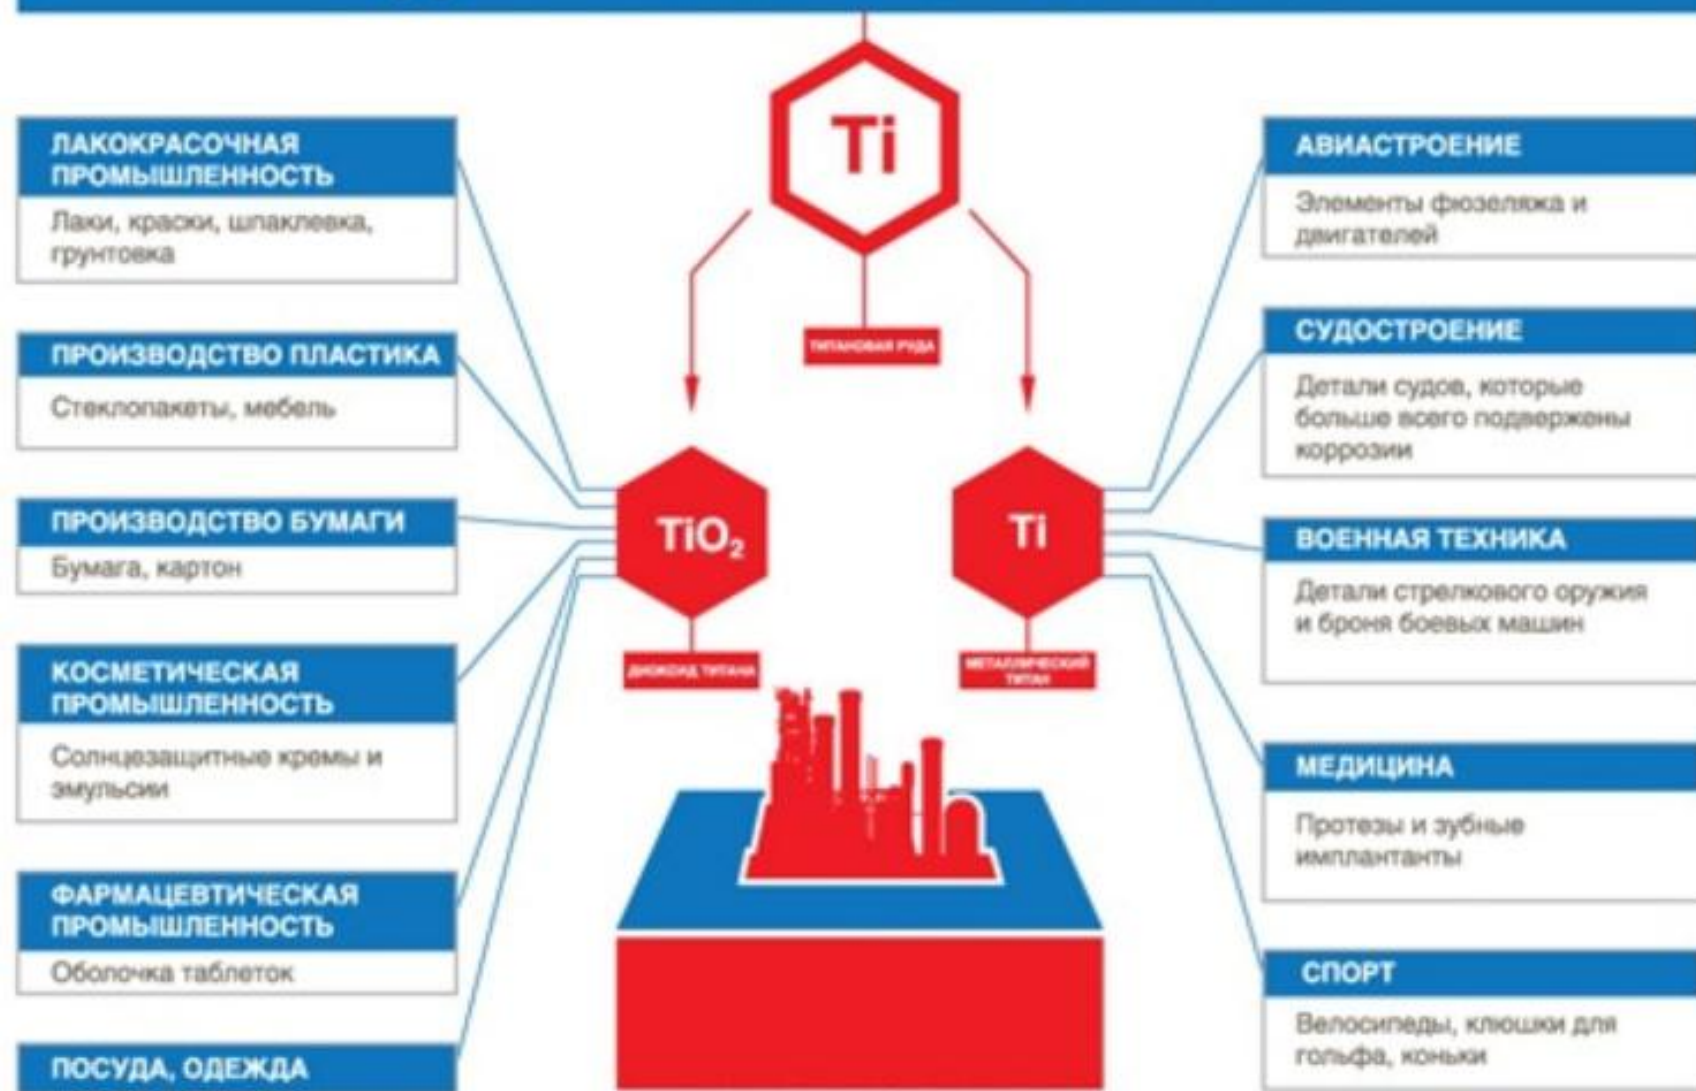 Ti
ТИТАНОВАЯ РУДА
ЛАКОКРАСОЧНАЯ
ПРОМЫШЛЕННОСТЬ
Лаки, краски, шпаклевка,
грунтовка
ПРОИЗВОДСТВО ПЛАСТИКА
Стеклопакеты, мебель
ПРОИЗВОДСТВО БУМАГИ
Бумага, картон
КОСМЕТИЧЕСКАЯ
ПРОМЫШЛЕННОСТЬ
Солнцезащитные кремы и
эмульсии
ФАРМАЦЕВТИЧЕСКАЯ
ПРОМЫШЛЕННОСТЬ
Оболочка таблеток
ПОСУДА, ОДЕЖДА
TiO₂
ДИОКСИД ТИТАНА
Ti
МЕТАЛЛИЧЕСКИЙ
ТИТАН
АВИАСТРОЕНИЕ
Элементы фюзеляжа и
двигателей
СУДОСТРОЕНИЕ
Детали судов, которые
больше всего подвержены
коррозии
ВОЕННАЯ ТЕХНИКА
Детали стрелкового оружия
и броня боевых машин
МЕДИЦИНА
Протезы и зубные
имплантанты
СПОРТ
Велосипеды, клюшки для
гольфа, коньки